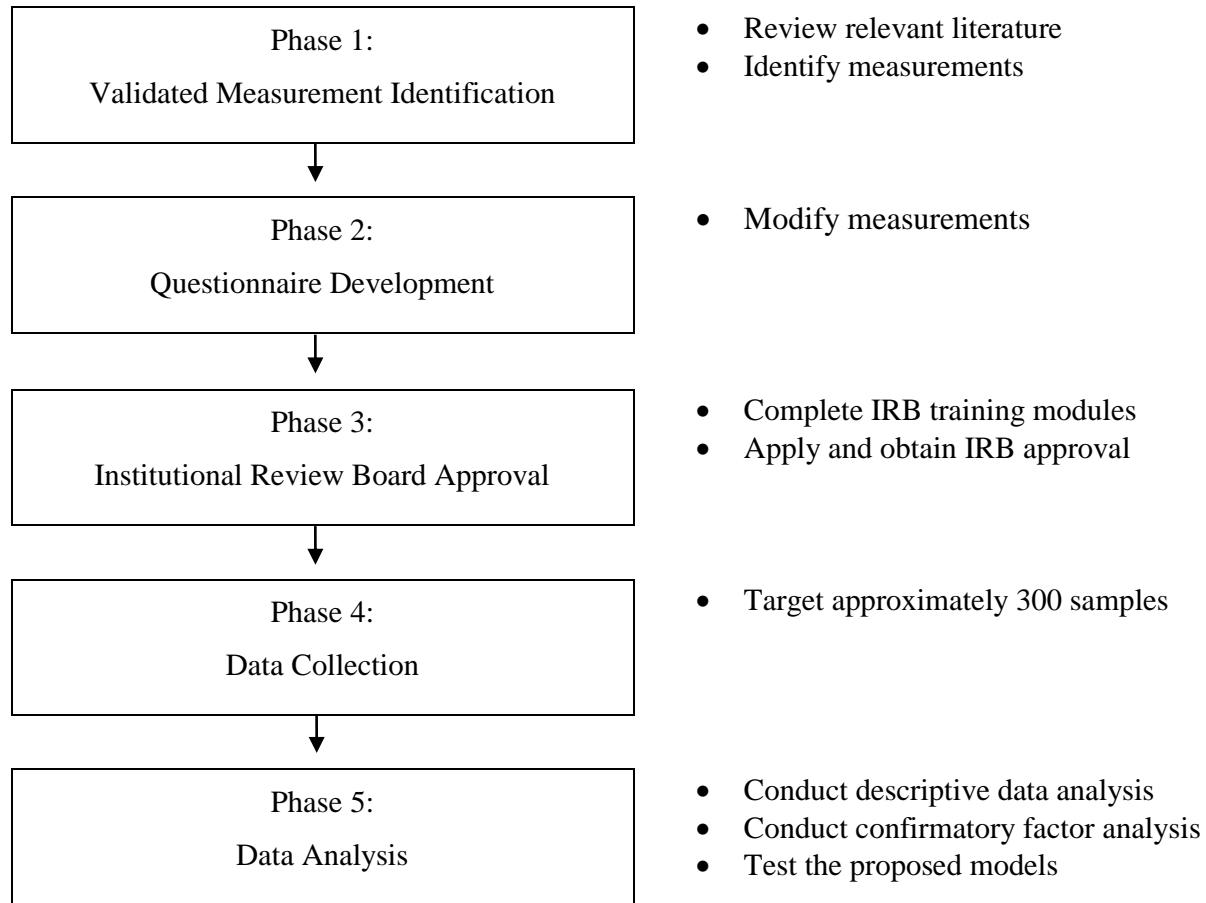 Phase 1:
Validated Measurement Identification
• Review relevant literature
• Identify measurements
Phase 2:
Questionnaire Development
• Modify measurements
Phase 3:
Institutional Review Board Approval
• Complete IRB training modules
• Apply and obtain IRB approval
Phase 4:
Data Collection
• Target approximately 300 samples
Phase 5:
Data Analysis
• Conduct descriptive data analysis
• Conduct confirmatory factor analysis
• Test the proposed models